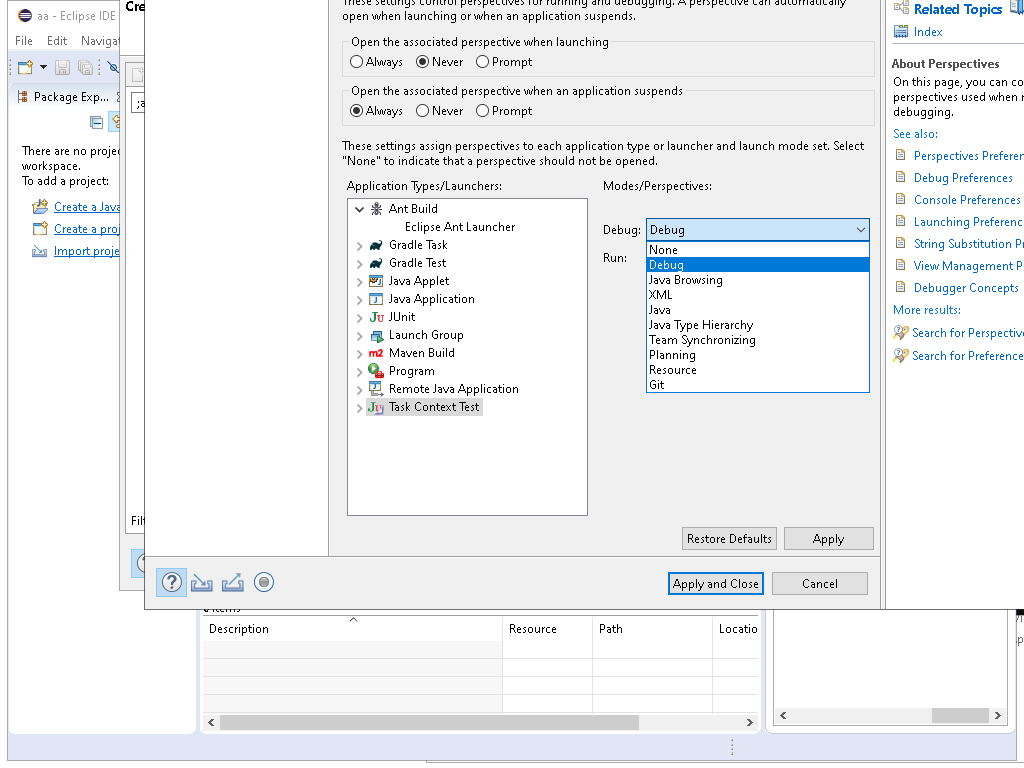 aa - Eclipse IDE
File Edit Navigat
Package Exp...
There are no proje
workspace.
To add a project:
Create a Java
Create a proj
Import proje
Cre
;a
Filt
These settings control perspectives for running and debugging. A perspective can automatically
open when launching or when an application suspends.
Open the associated perspective when launching
Always Never Prompt
Open the associated perspective when an application suspends
Always Never Prompt
These settings assign perspectives to each application type or launcher and launch mode set. Select
"None" to indicate that a perspective should not be opened.
Application Types/Launchers:
Ant Build
Eclipse Ant Launcher
Gradle Task
Gradle Test
Java Applet
Java Application
JUnit
Launch Group
Maven Build
Program
Remote Java Application
Task Context Test
Modes/Perspectives:
Debug: Debug
Run:
None
Debug
Java Browsing
XML
Java
Java Type Hierarchy
Team Synchronizing
Planning
Resource
Git
Restore Defaults Apply
Apply and Close Cancel
Related Topics
Index
About Perspectives
On this page, you can co
perspectives used when r
debugging.
See also:
Perspectives Preferen
Debug Preferences
Console Preferences
Launching Preferenc
String Substitution Pr
View Management P
Debugger Concepts
More results:
Search for Perspective
Search for Preference
items
Description Resource Path Locatio